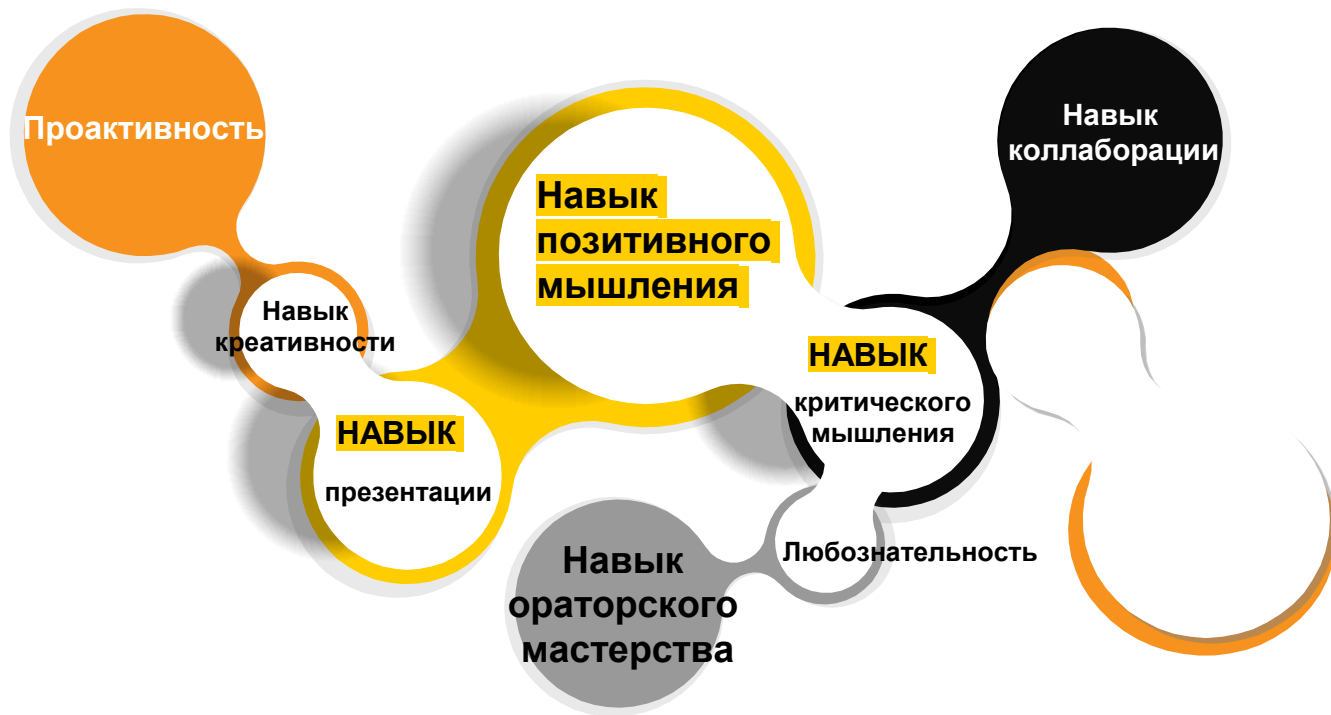 Проактивность
Навык
креативности
НАВЫК
презентации
Навык
позитивного
мышления
НАВЫК
критического
мышления
Навык
коллаборации
Любознательность
Навык
ораторского
мастерства